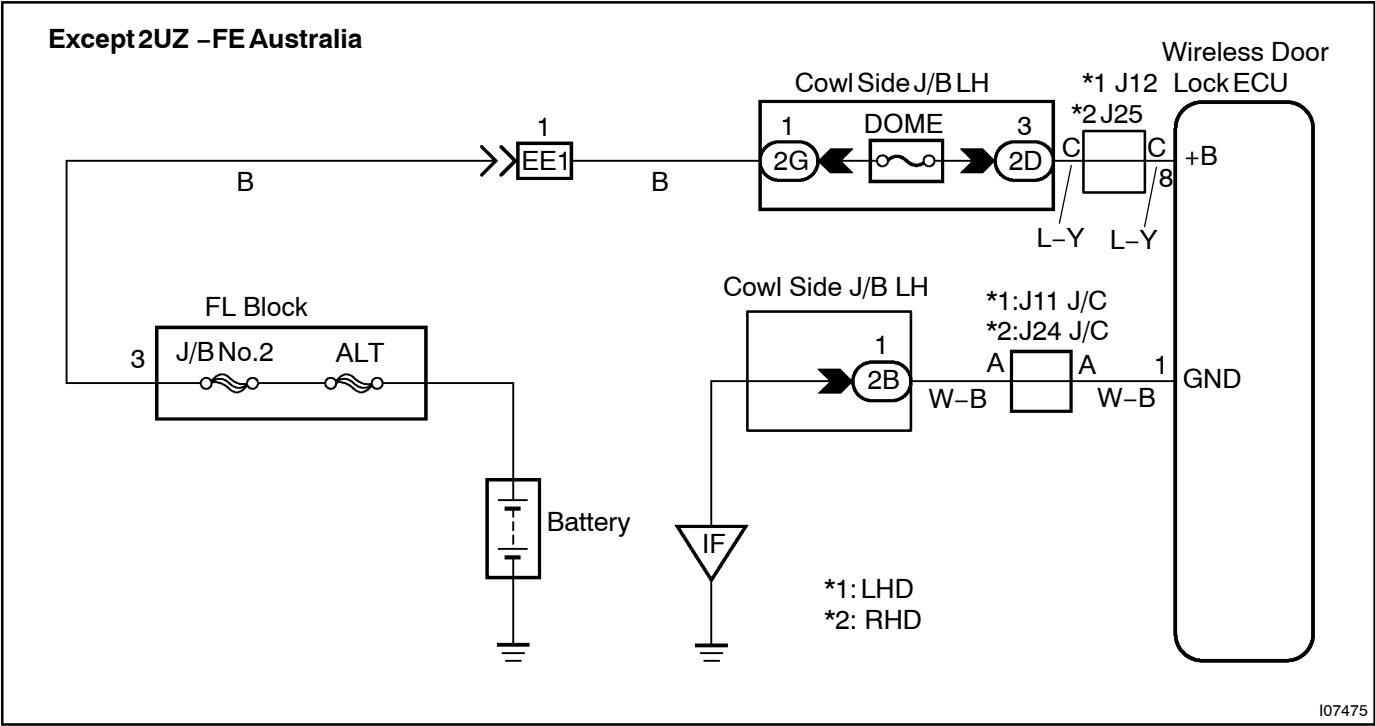 Except 2UZ –FE Australia
Wireless Door
Lock ECU
Cowl Side J/B LH
*1 J12
*2 J25
1
DOME
3
1
EE1
2G
2D
C
C
+B
8
B
B
L–Y
L–Y
Cowl Side J/B LH
*1:J11 J/C
*2:J24 J/C
FL Block
3
J/B No.2
ALT
1
2B
A
A
1
GND
W–B
W–B
Battery
IF
*1: LHD
*2: RHD
I07475